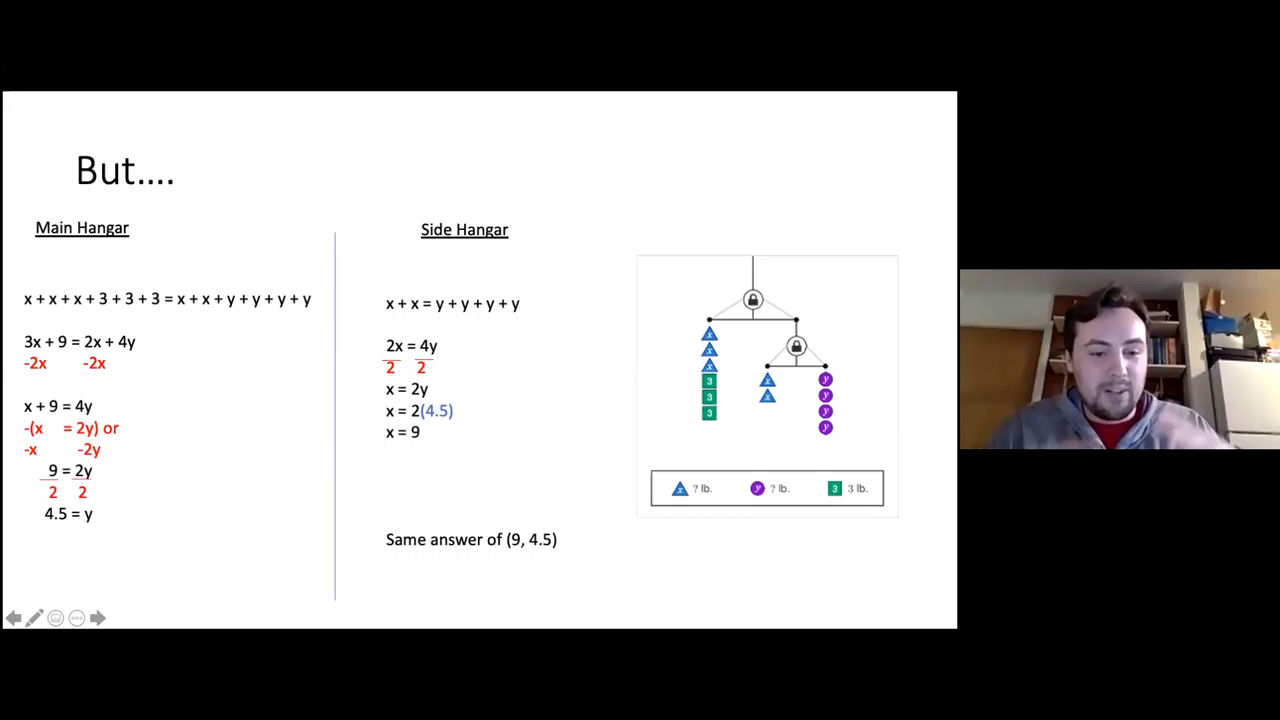 But....
Main Hangar
x + x + x + 3 + 3 + 3 = x + x + y + y + y + y
3x + 9 = 2x + 4y
-2x -2x
x + 9 = 4y
-(x = 2y) or
-x -2y
9 = 2y
2 2
4.5 = y
Side Hangar
x + x = y + y + y + y
2x = 4y
2 2
x = 2y
x = 2(4.5)
x = 9
Same answer of (9, 4.5)
x
x
x
3
3
3
x
x
y
y
y
y
x ? lb. y ? lb. 3 3 lb.